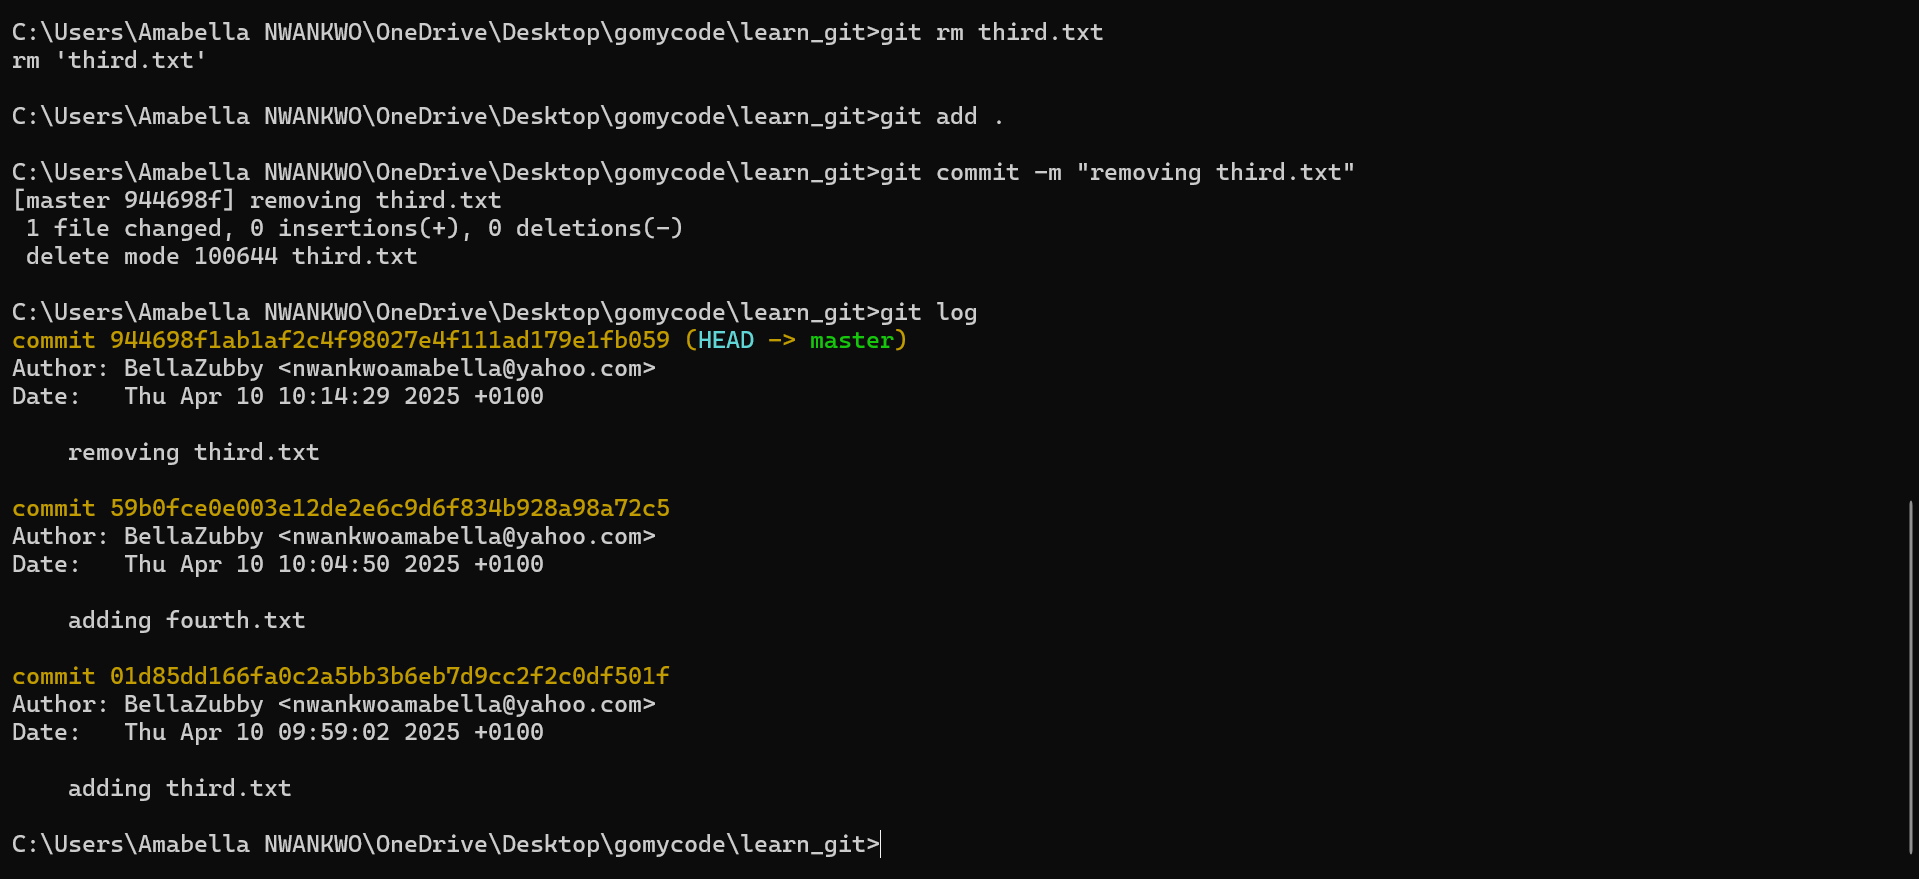 C:\Users\Amabella NWANKWO\OneDrive\Desktop\gomycode\learn_git>git rm third.txt
rm 'third.txt'
C:\Users\Amabella NWANKWO\OneDrive\Desktop\gomycode\learn_git>git add .
C:\Users\Amabella NWANKWO\OneDrive\Desktop\gomycode\learn_git>git commit -m "removing third.txt"
[master 944698f] removing third.txt
 1 file changed, 0 insertions(+), 0 deletions(-)
 delete mode 100644 third.txt
C:\Users\Amabella NWANKWO\OneDrive\Desktop\gomycode\learn_git>git log
commit 944698f1ab1af2c4f98027e4f111ad179e1fb059 (HEAD -> master)
Author: BellaZubby <nwankwoamabella@yahoo.com>
Date:   Thu Apr 10 10:14:29 2025 +0100
    removing third.txt
commit 59b0fce0e003e12de2e6c9d6f834b928a98a72c5
Author: BellaZubby <nwankwoamabella@yahoo.com>
Date:   Thu Apr 10 10:04:50 2025 +0100
    adding fourth.txt
commit 01d85dd166fa0c2a5bb3b6eb7d9cc2f2c0df501f
Author: BellaZubby <nwankwoamabella@yahoo.com>
Date:   Thu Apr 10 09:59:02 2025 +0100
    adding third.txt
C:\Users\Amabella NWANKWO\OneDrive\Desktop\gomycode\learn_git>